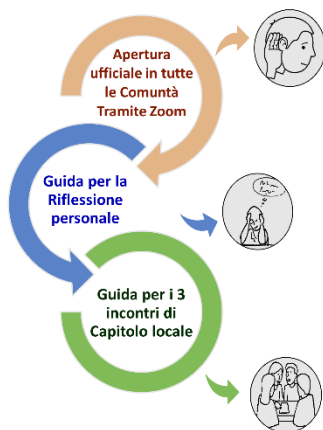 Apertura
ufficiale in tutte
le Comuntà
Tramite Zoom
Guida per la
Riflessione
personale
Guida per i 3
incontri di
Capitolo locale